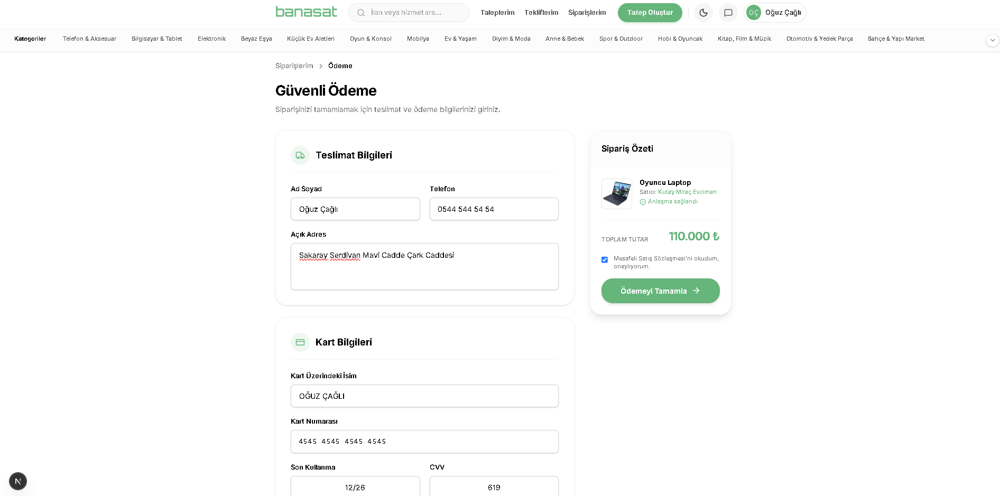 banasat
İlan veya hizmet ara...
Taleplerim
Tekliflerim
Siparişlerim
Talep Oluştur
OÇ
Oğuz Çağlı
Kategoriler
Telefon & Aksesuar
Bilgisayar & Tablet
Elektronik
Beyaz Eşya
Küçük Ev Aletleri
Oyun & Konsol
Mobilya
Ev & Yaşam
Giyim & Moda
Anne & Bebek
Spor & Outdoor
Hobi & Oyuncak
Kitap, Film & Müzik
Otomotiv & Yedek Parça
Bahçe & Yapı Market
Siparişlerim > Ödeme
Güvenli Ödeme
Siparişinizi tamamlamak için teslimat ve ödeme bilgilerinizi giriniz.
Teslimat Bilgileri
Ad Soyad
Oğuz Çağlı
Telefon
0544 544 54 54
Açık Adres
Sakaray Serdivan Mavi Cadde Çark Caddesi
Kart Bilgileri
Kart Üzerindeki İsim
OĞUZ ÇAĞLI
Kart Numarası
4545 4545 4545 4545
Son Kullanma
12/26
CVV
619
Sipariş Özeti
Oyuncu Laptop
Satıcı: Kutay Miraç Evciman
Anlaşma sağlandı
TOPLAM TUTAR
110.000 ₺
Mesafeli Satış Sözleşmesi'ni okudum,
onaylıyorum.
Ödemeyi Tamamla →
N